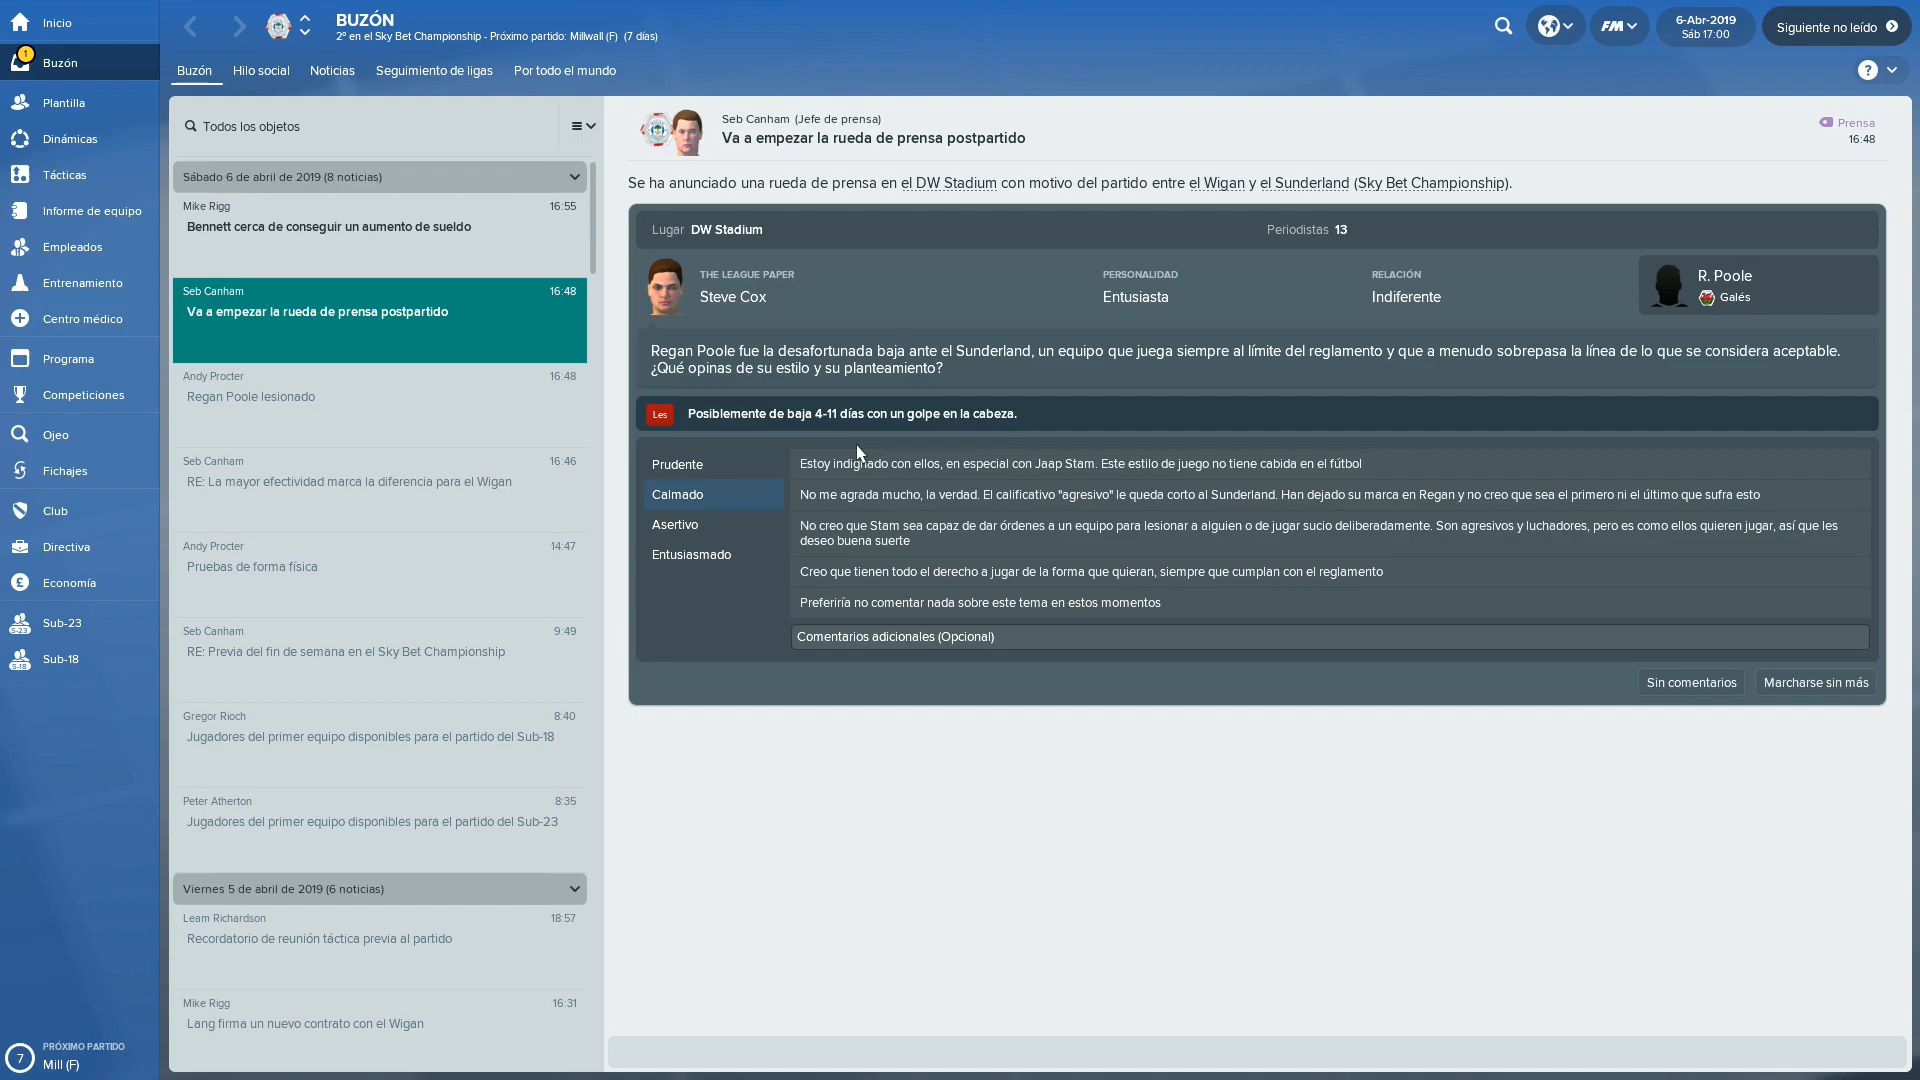 Inicio
1
Buzón
Plantilla
Dinámicas
Tácticas
Informe de equipo
Empleados
Entrenamiento
Centro médico
Programa
Competiciones
Ojeo
Fichajes
Club
Directiva
Economía
S-23
Sub-23
S-18
Sub-18
7
PRÓXIMO PARTIDO
Mill (F)
BUZÓN
2º en el Sky Bet Championship - Próximo partido: Millwall (F) (7 días)
FM
6-Abr-2019
Sáb 17:00
Siguiente no leído
Buzón
Hilo social
Noticias
Seguimiento de ligas
Por todo el mundo
?
Todos los objetos
Sábado 6 de abril de 2019 (8 noticias)
Mike Rigg 16:55
Bennett cerca de conseguir un aumento de sueldo
Seb Canham 16:48
Va a empezar la rueda de prensa postpartido
Andy Procter 16:48
Regan Poole lesionado
Seb Canham 16:46
RE: La mayor efectividad marca la diferencia para el Wigan
Andy Procter 14:47
Pruebas de forma física
Seb Canham 9:49
RE: Previa del fin de semana en el Sky Bet Championship
Gregor Rioch 8:40
Jugadores del primer equipo disponibles para el partido del Sub-18
Peter Atherton 8:35
Jugadores del primer equipo disponibles para el partido del Sub-23
Viernes 5 de abril de 2019 (6 noticias)
Leam Richardson 18:57
Recordatorio de reunión táctica previa al partido
Mike Rigg 16:31
Lang firma un nuevo contrato con el Wigan
Seb Canham (Jefe de prensa)
Va a empezar la rueda de prensa postpartido
Prensa
16:48
Se ha anunciado una rueda de prensa en el DW Stadium con motivo del partido entre el Wigan y el Sunderland (Sky Bet Championship).
Lugar DW Stadium
Periodistas 13
THE LEAGUE PAPER
Steve Cox
PERSONALIDAD
Entusiasta
RELACIÓN
Indiferente
R. Poole
Galés
Regan Poole fue la desafortunada baja ante el Sunderland, un equipo que juega siempre al límite del reglamento y que a menudo sobrepasa la línea de lo que se considera aceptable.
¿Qué opinas de su estilo y su planteamiento?
Les Posiblemente de baja 4-11 días con un golpe en la cabeza.
Prudente
Calmado
Asertivo
Entusiasmado
Estoy indignado con ellos, en especial con Jaap Stam. Este estilo de juego no tiene cabida en el fútbol
No me agrada mucho, la verdad. El calificativo "agresivo" le queda corto al Sunderland. Han dejado su marca en Regan y no creo que sea el primero ni el último que sufra esto
No creo que Stam sea capaz de dar órdenes a un equipo para lesionar a alguien o de jugar sucio deliberadamente. Son agresivos y luchadores, pero es como ellos quieren jugar, así que les
deseo buena suerte
Creo que tienen todo el derecho a jugar de la forma que quieran, siempre que cumplan con el reglamento
Preferiría no comentar nada sobre este tema en estos momentos
Comentarios adicionales (Opcional)
Sin comentarios
Marcharse sin más